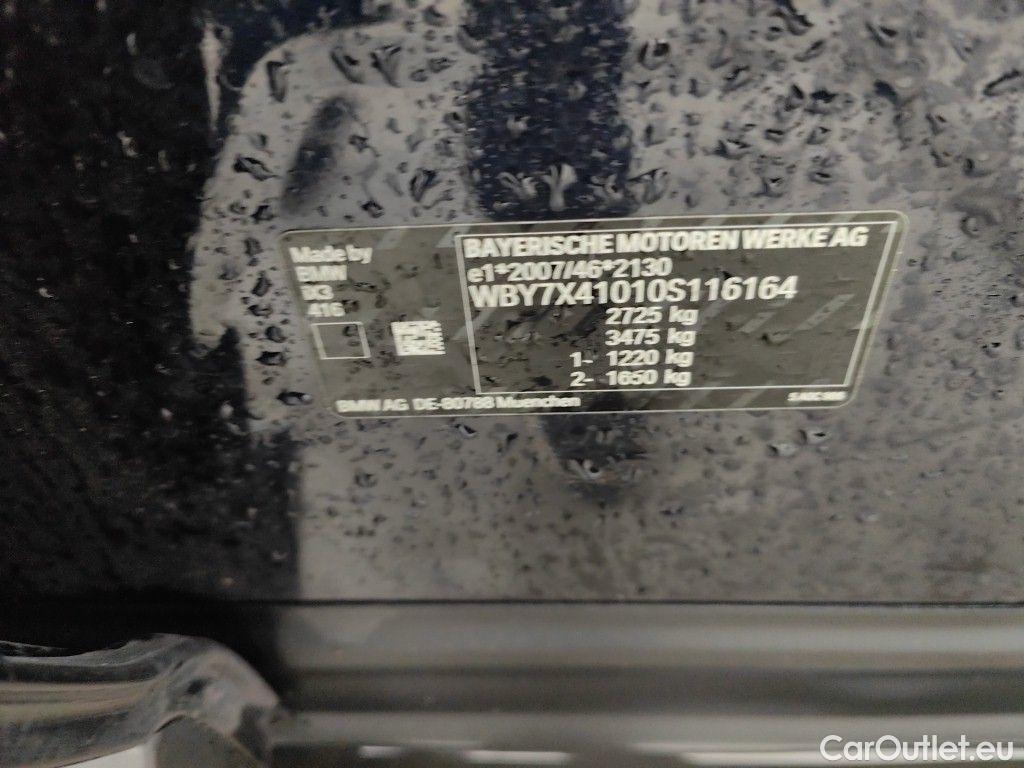 Made by
BMW
iX3
416
BAYERISCHE MOTOREN WERKE AG
e1*2007/46*2130
WBY7X41010S116164
2725 kg
3475 kg
1- 1220 kg
2- 1650 kg
BMW AG DE-80788 Muenchen
CarOutlet.eu